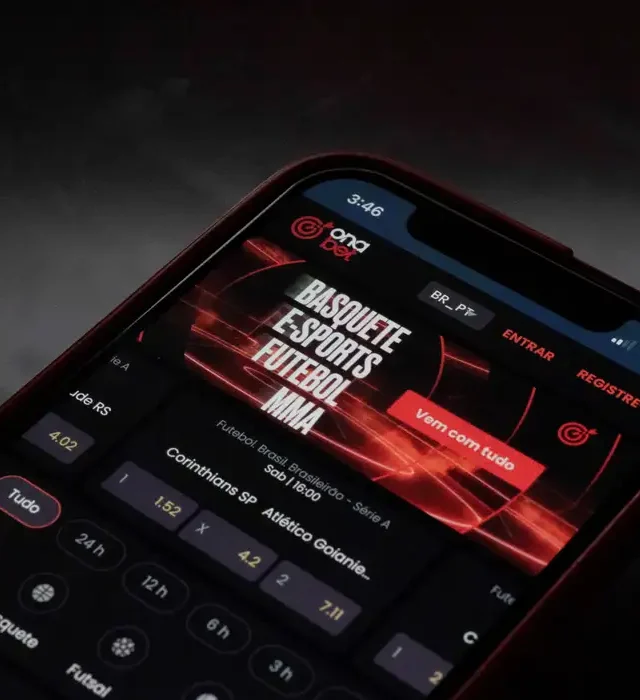 3:46
ona
bet
BR_PT
ENTRAR
REGISTRE
BASQUETE
E-SPORTS
FUTEBOL
MMA
Vem com tudo
ie A
ude RS
4.02
Futebol, Brasil, Brasileirão - Série A
Sab | 16:00
Corinthians SP Atlético Goianie...
1 1.52 X 4.2 2 7.11
Fute
C
1 2
Tudo
24 h
12 h
6 h
3 h
squete
Futsal